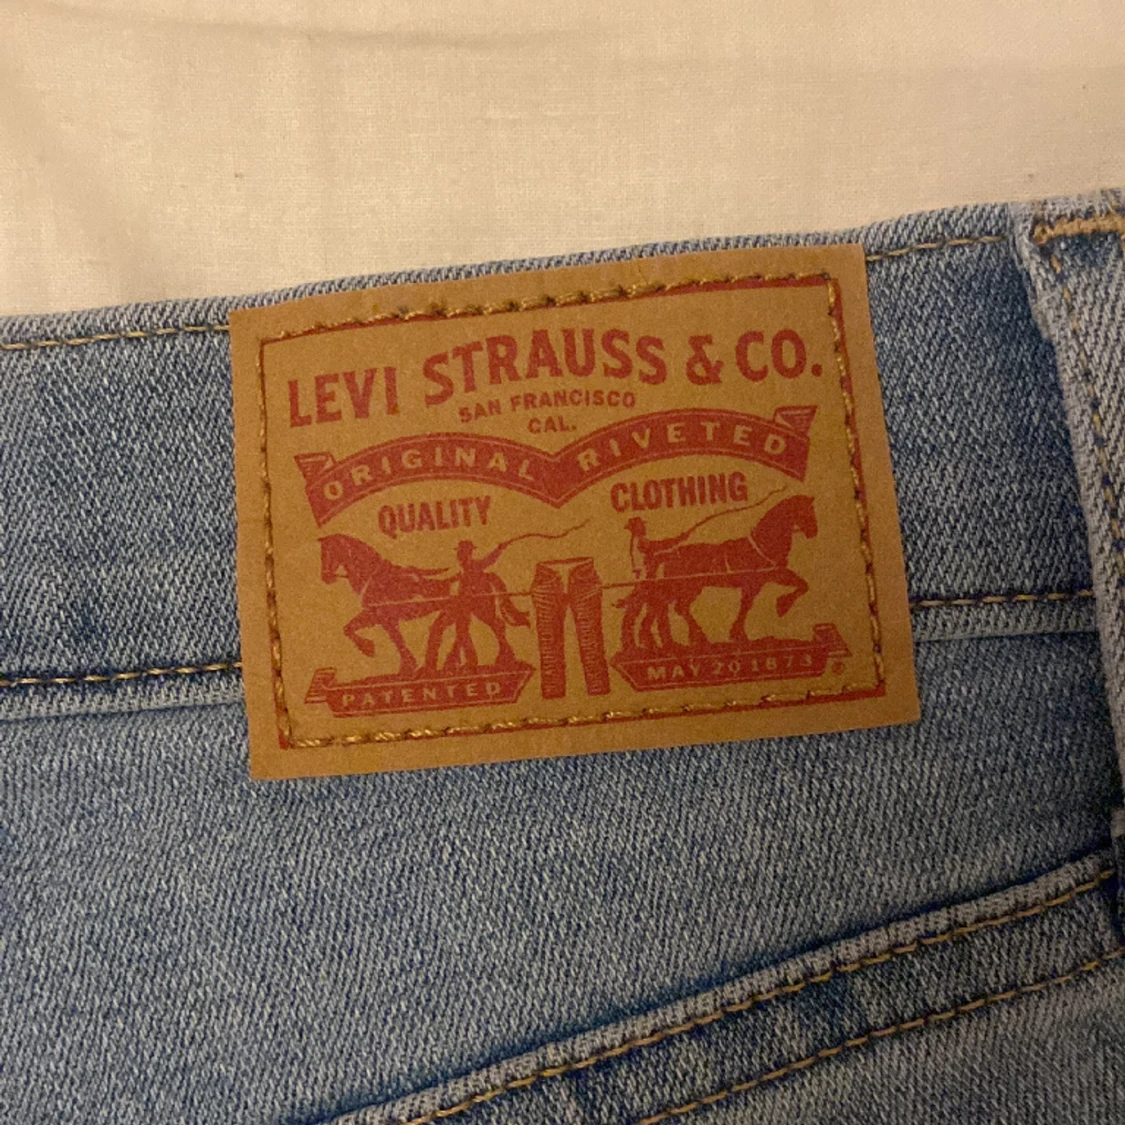 LEVI STRAUSS & CO.
SAN FRANCISCO
CAL.
ORIGINAL RIVETED
QUALITY CLOTHING
PATENTED MAY 20 1873 ®